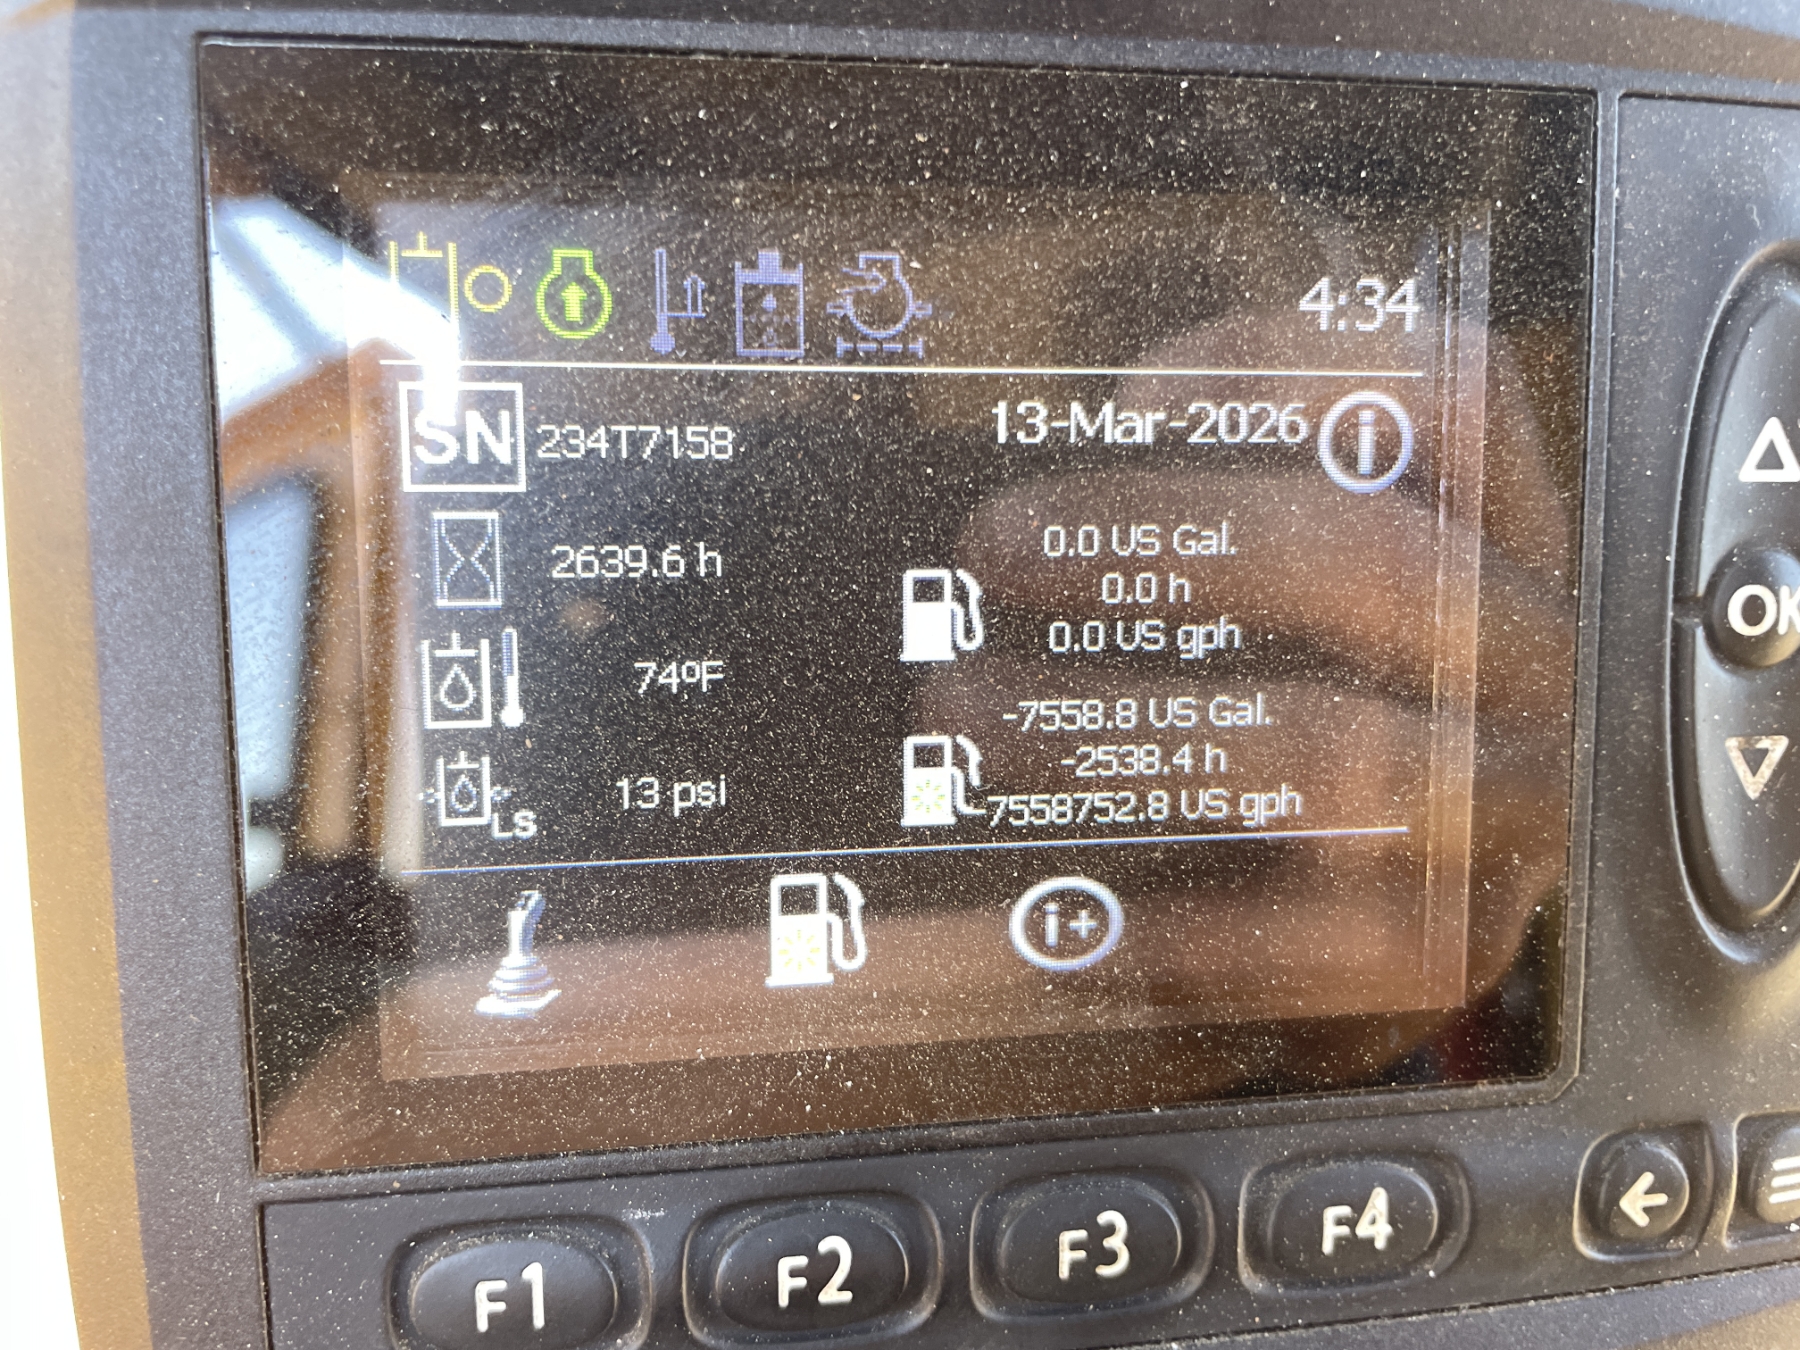 4:34
SN 234T7158
13-Mar-2026 i
2639.6 h
74ºF
13 psi
LS
0.0 US Gal.
0.0 h
0.0 US gph
-7558.8 US Gal.
-2538.4 h
-7558752.8 US gph
i+
OK
F1 F2 F3 F4